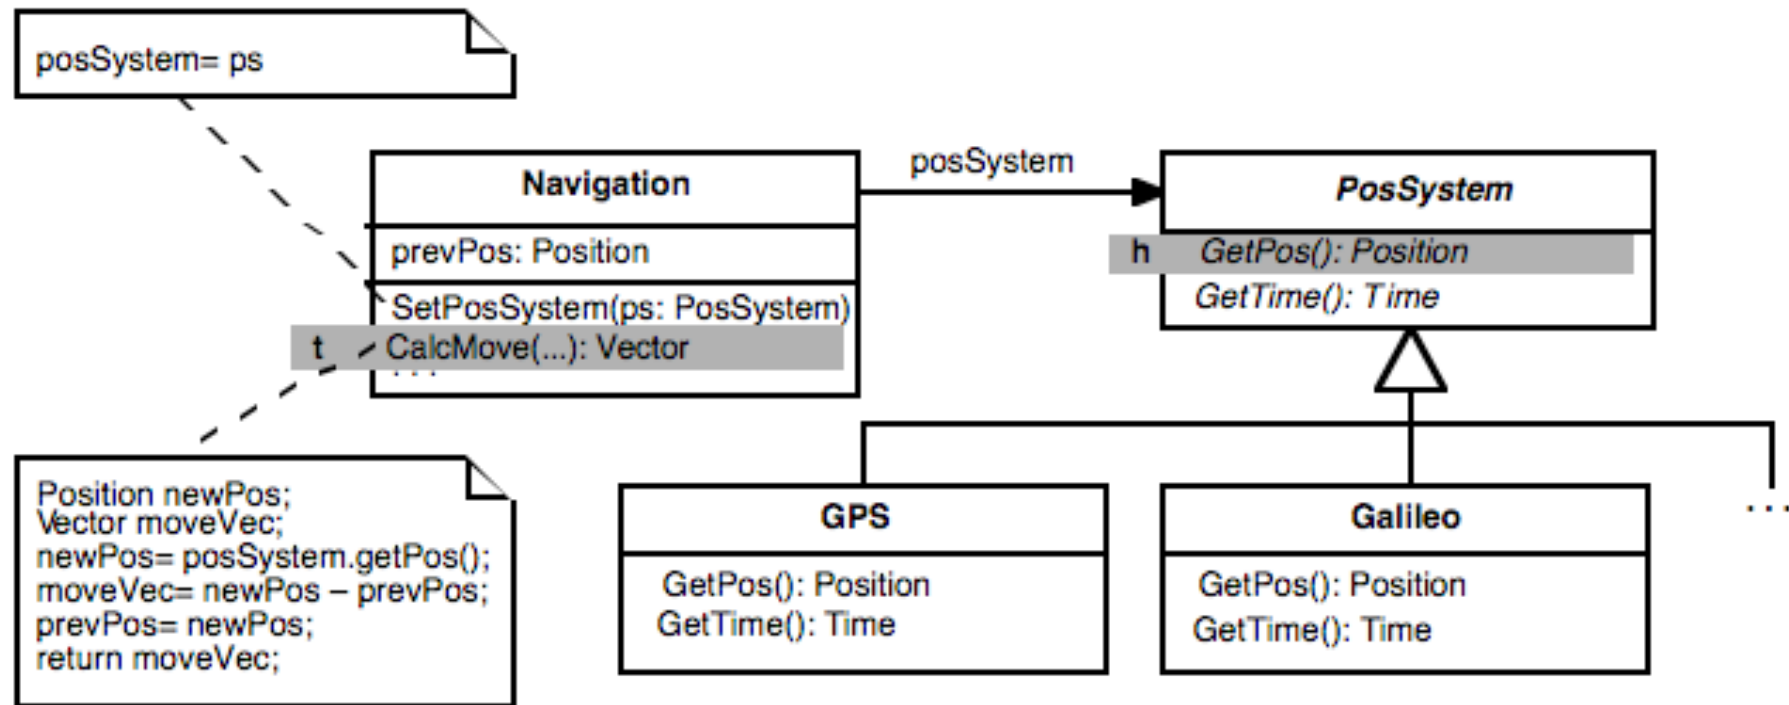 posSystem= ps
Navigation
prevPos: Position
SetPosSystem(ps: PosSystem)
t CalcMove(...): Vector
. . .
posSystem
PosSystem
h GetPos(): Position
GetTime(): Time
Position newPos;
Vector moveVec;
newPos= posSystem.getPos();
moveVec= newPos – prevPos;
prevPos= newPos;
return moveVec;
GPS
GetPos(): Position
GetTime(): Time
Galileo
GetPos(): Position
GetTime(): Time
. . .